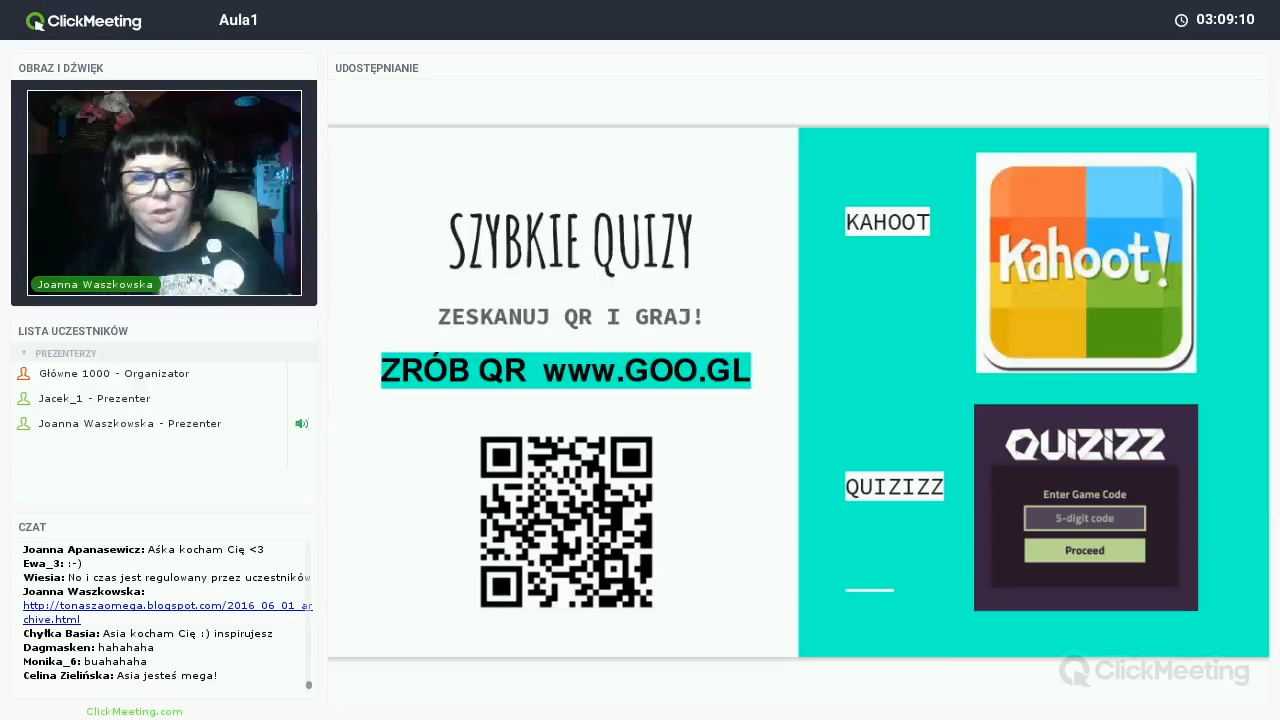 ClickMeeting
Aula1
03:09:10
OBRAZ I DŹWIĘK
Joanna Waszkowska
LISTA UCZESTNIKÓW
PREZENTERZY
Główne 1000 - Organizator
Jacek_1 - Prezenter
Joanna Waszkowska - Prezenter
CZAT
Joanna Apanasewicz: Aśka kocham Cię <3
Ewa_3: :-)
Wiesia: No i czas jest regulowany przez uczestników
Joanna Waszkowska:
http://tonaszaomega.blogspot.com/2016_06_01_ar
chive.html
Chyłka Basia: Asia kocham Cię :) inspirujesz
Dagmasken: hahahaha
Monika_6: buahahaha
Celina Zielińska: Asia jesteś mega!
ClickMeeting.com
UDOSTĘPNIANIE
SZYBKIE QUIZY
ZESKANUJ QR I GRAJ!
ZRÓB QR www.GOO.GL
KAHOOT
Kahoot!
QUIZIZZ
QUIZIZZ
Enter Game Code
5-digit code
Proceed
ClickMeeting